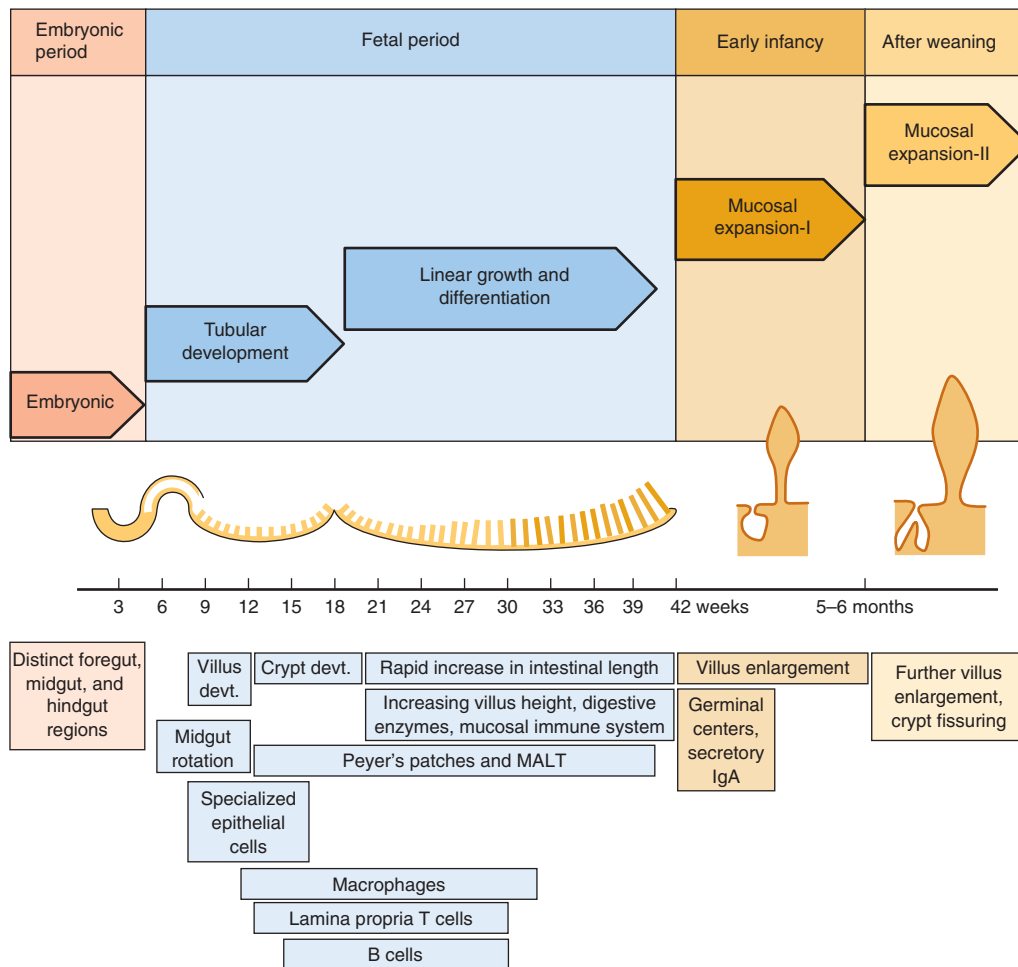 Embryonic
period
Fetal period
Early infancy
After weaning
Mucosal
expansion-II
Mucosal
expansion-I
Linear growth and
differentiation
Tubular
development
Embryonic
3 6 9 12 15 18 21 24 27 30 33 36 39 42 weeks 5–6 months
Distinct foregut,
midgut, and
hindgut
regions
Villus
devt.
Crypt devt.
Rapid increase in intestinal length
Villus enlargement
Further villus
enlargement,
crypt fissuring
Increasing villus height, digestive
enzymes, mucosal immune system
Germinal
centers,
secretory
IgA
Midgut
rotation
Peyer's patches and MALT
Specialized
epithelial
cells
Macrophages
Lamina propria T cells
B cells